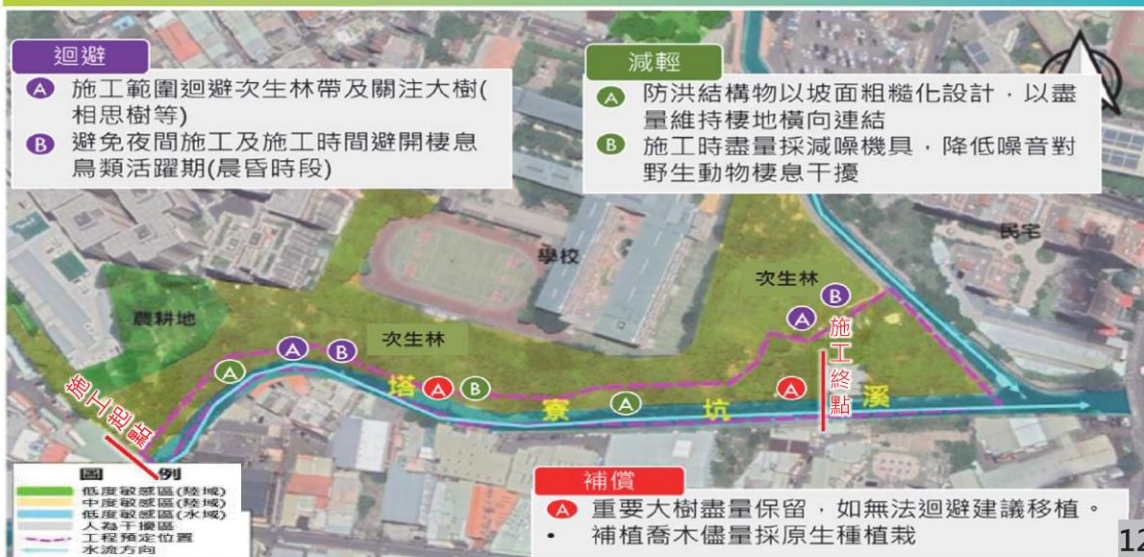 迴避
A 施工範圍迴避次生林帶及關注大樹(
相思樹等)
B 避免夜間施工及施工時間避開棲息
鳥類活躍期(晨昏時段)
減輕
A 防洪結構物以坡面粗糙化設計，以盡
量維持棲地橫向連結
B 施工時盡量採減噪機具，降低噪音對
野生動物棲息干擾
民宅
學校
次生林
農耕地
B
A
次生林
A
B
A
施工起點
塔寮坑溪
A
B
A
A
施工終點
圖例
低度敏感區(陸域)
中度敏感區(陸域)
低度敏感區(水域)
人為干擾區
工程預定位置
水流方向
補償
A 重要大樹盡量保留，如無法迴避建議移植。
• 補植喬木儘量採原生種植栽